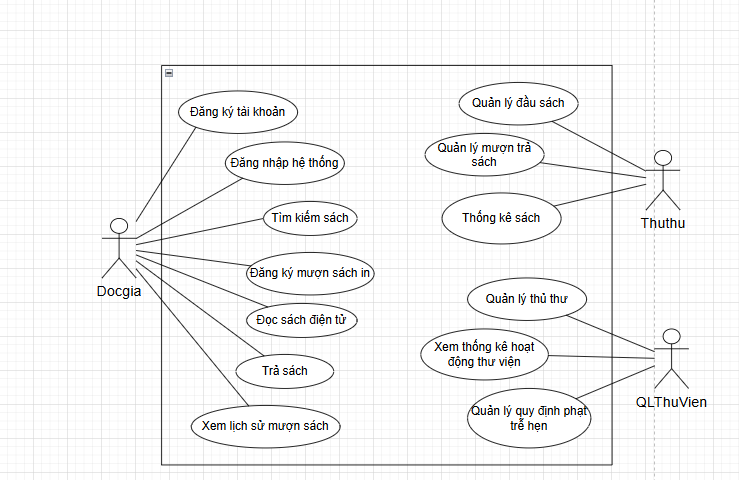 Đăng ký tài khoản
Đăng nhập hệ thống
Tìm kiếm sách
Đăng ký mượn sách in
Đọc sách điện tử
Trả sách
Xem lịch sử mượn sách
Docgia
Quản lý đầu sách
Quản lý mượn trả
sách
Thống kê sách
Thuthu
Quản lý thủ thư
Xem thống kê hoạt
động thư viện
Quản lý quy định phạt
trễ hẹn
QLThuVien